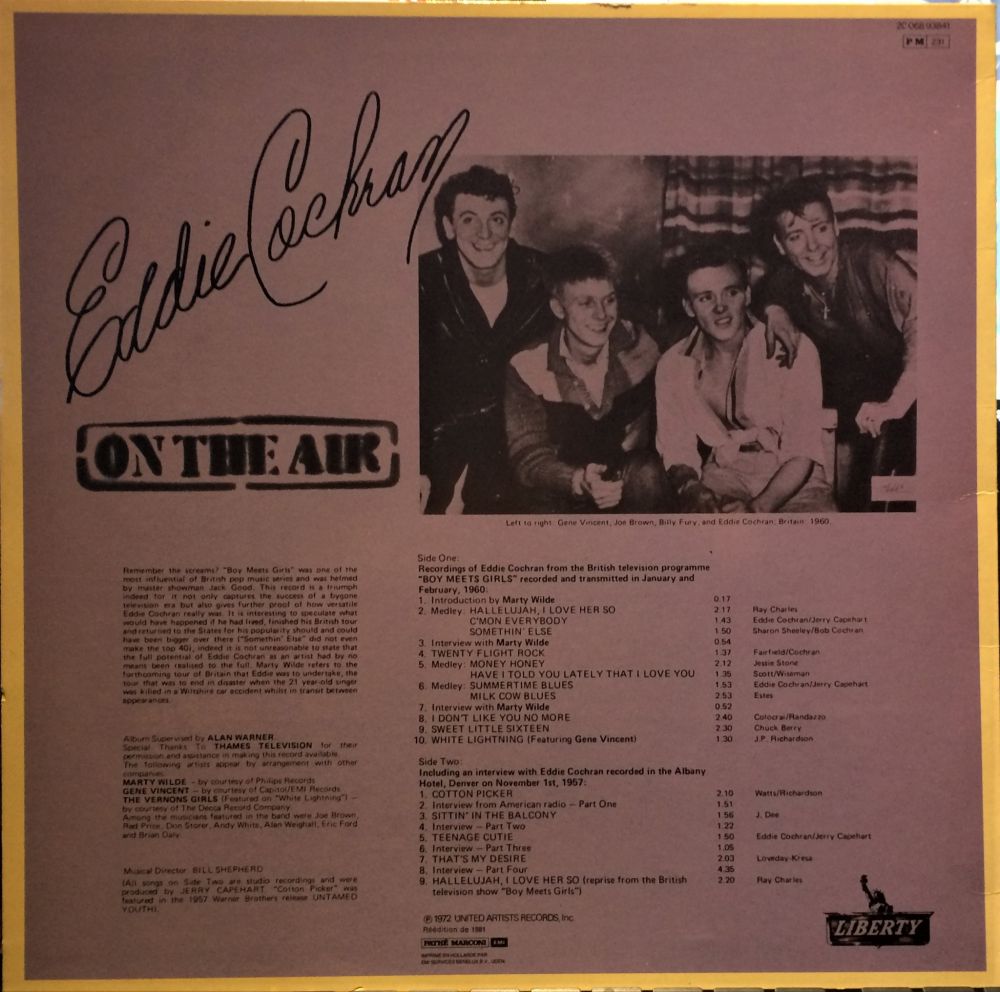 2C 068 93841
PM 231
Eddie Cochran
ON THE AIR
Left to right: Gene Vincent, Joe Brown, Billy Fury, and Eddie Cochran: Britain: 1960.
Remember the screams? "Boy Meets Girls" was one of the
most influential of British pop music series and was helmed
by master showman Jack Good. This record is a triumph
indeed for it not only captures the success of a bygone
television era but also gives further proof of how versatile
Eddie Cochran really was. It is interesting to speculate what
would have happened if he had lived, finished his British tour
and returned to the States for his popularity should and could
have been bigger over there ("Somethin' Else" did not even
make the top 40), indeed it is not unreasonable to state that
the full potential of Eddie Cochran as an artist had by no
means been realised to the full. Marty Wilde refers to the
forthcoming tour of Britain that Eddie was to undertake, the
tour that was to end in disaster when the 21 year-old singer
was killed in a Wiltshire car accident whilst in transit between
appearances.
Album Supervised by ALAN WARNER.
Special Thanks To THAMES TELEVISION for their
permission and assistance in making this record available.
The following artists appear by arrangement with other
companies:
MARTY WILDE – by courtesy of Philips Records
GENE VINCENT – by courtesy of Capitol/EMI Records
THE VERNONS GIRLS (Featured on "White Lightning") –
by courtesy of The Decca Record Company.
Among the musicians featured in the band were Joe Brown,
Red Price, Don Storer, Andy White, Alan Weighall, Eric Ford
and Brian Daly.
Musical Director: BILL SHEPHERD
(All songs on Side Two are studio recordings and were
produced by JERRY CAPEHART. "Cotton Picker" was
featured in the 1957 Warner Brothers release UNTAMED
YOUTH).
Side One:
Recordings of Eddie Cochran from the British television programme
"BOY MEETS GIRLS" recorded and transmitted in January and
February, 1960:
1. Introduction by Marty Wilde 0.17
2. Medley: HALLELUJAH, I LOVE HER SO 2.17 Ray Charles
C'MON EVERYBODY 1.43 Eddie Cochran/Jerry Capehart
SOMETHIN' ELSE 1.50 Sharon Sheeley/Bob Cochran
3. Interview with Marty Wilde 0.54
4. TWENTY FLIGHT ROCK 1.37 Fairfield/Cochran
5. Medley: MONEY HONEY 2.12 Jessie Stone
HAVE I TOLD YOU LATELY THAT I LOVE YOU 1.35 Scott/Wiseman
6. Medley: SUMMERTIME BLUES 1.53 Eddie Cochran/Jerry Capehart
MILK COW BLUES 2.53 Estes
7. Interview with Marty Wilde 0.52
8. I DON'T LIKE YOU NO MORE 2.40 Colocrai/Randazzo
9. SWEET LITTLE SIXTEEN 2.30 Chuck Berry
10. WHITE LIGHTNING (Featuring Gene Vincent) 1.30 J.P. Richardson
Side Two:
Including an interview with Eddie Cochran recorded in the Albany
Hotel, Denver on November 1st, 1957:
1. COTTON PICKER 2.10 Watts/Richardson
2. Interview from American radio – Part One 1.51
3. SITTIN' IN THE BALCONY 1.56 J. Dee
4. Interview – Part Two 1.22
5. TEENAGE CUTIE 1.50 Eddie Cochran/Jerry Capehart
6. Interview – Part Three 1.05
7. THAT'S MY DESIRE 2.03 Loveday-Kresa
8. Interview – Part Four 4.35
9. HALLELUJAH, I LOVE HER SO (reprise from the British 2.20 Ray Charles
television show "Boy Meets Girls")
℗ 1972 UNITED ARTISTS RECORDS, Inc.
Réédition de 1981
PATHÉ MARCONI EMI
IMPRIMÉ EN HOLLANDE PAR
EMI SERVICES BENELUX B.V., UDEN
LIBERTY